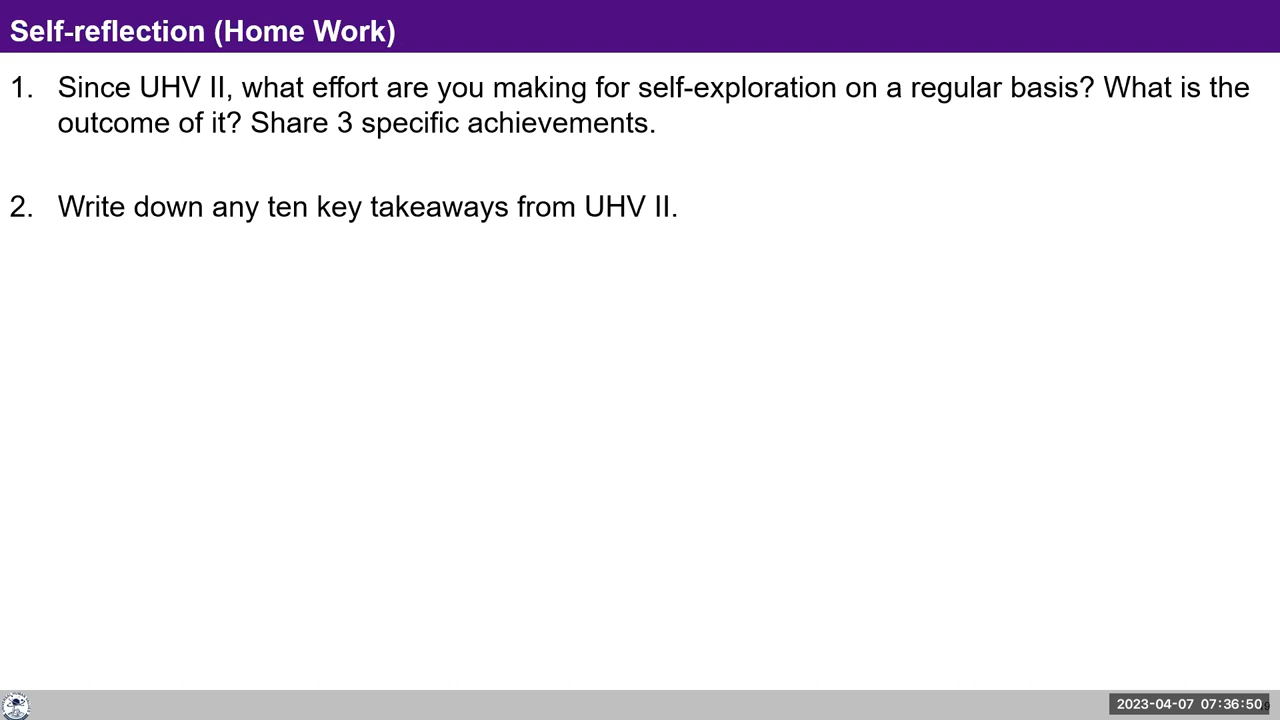 Self-reflection (Home Work)
1. Since UHV II, what effort are you making for self-exploration on a regular basis? What is the
outcome of it? Share 3 specific achievements.
2. Write down any ten key takeaways from UHV II.
2023-04-07 07:36:50